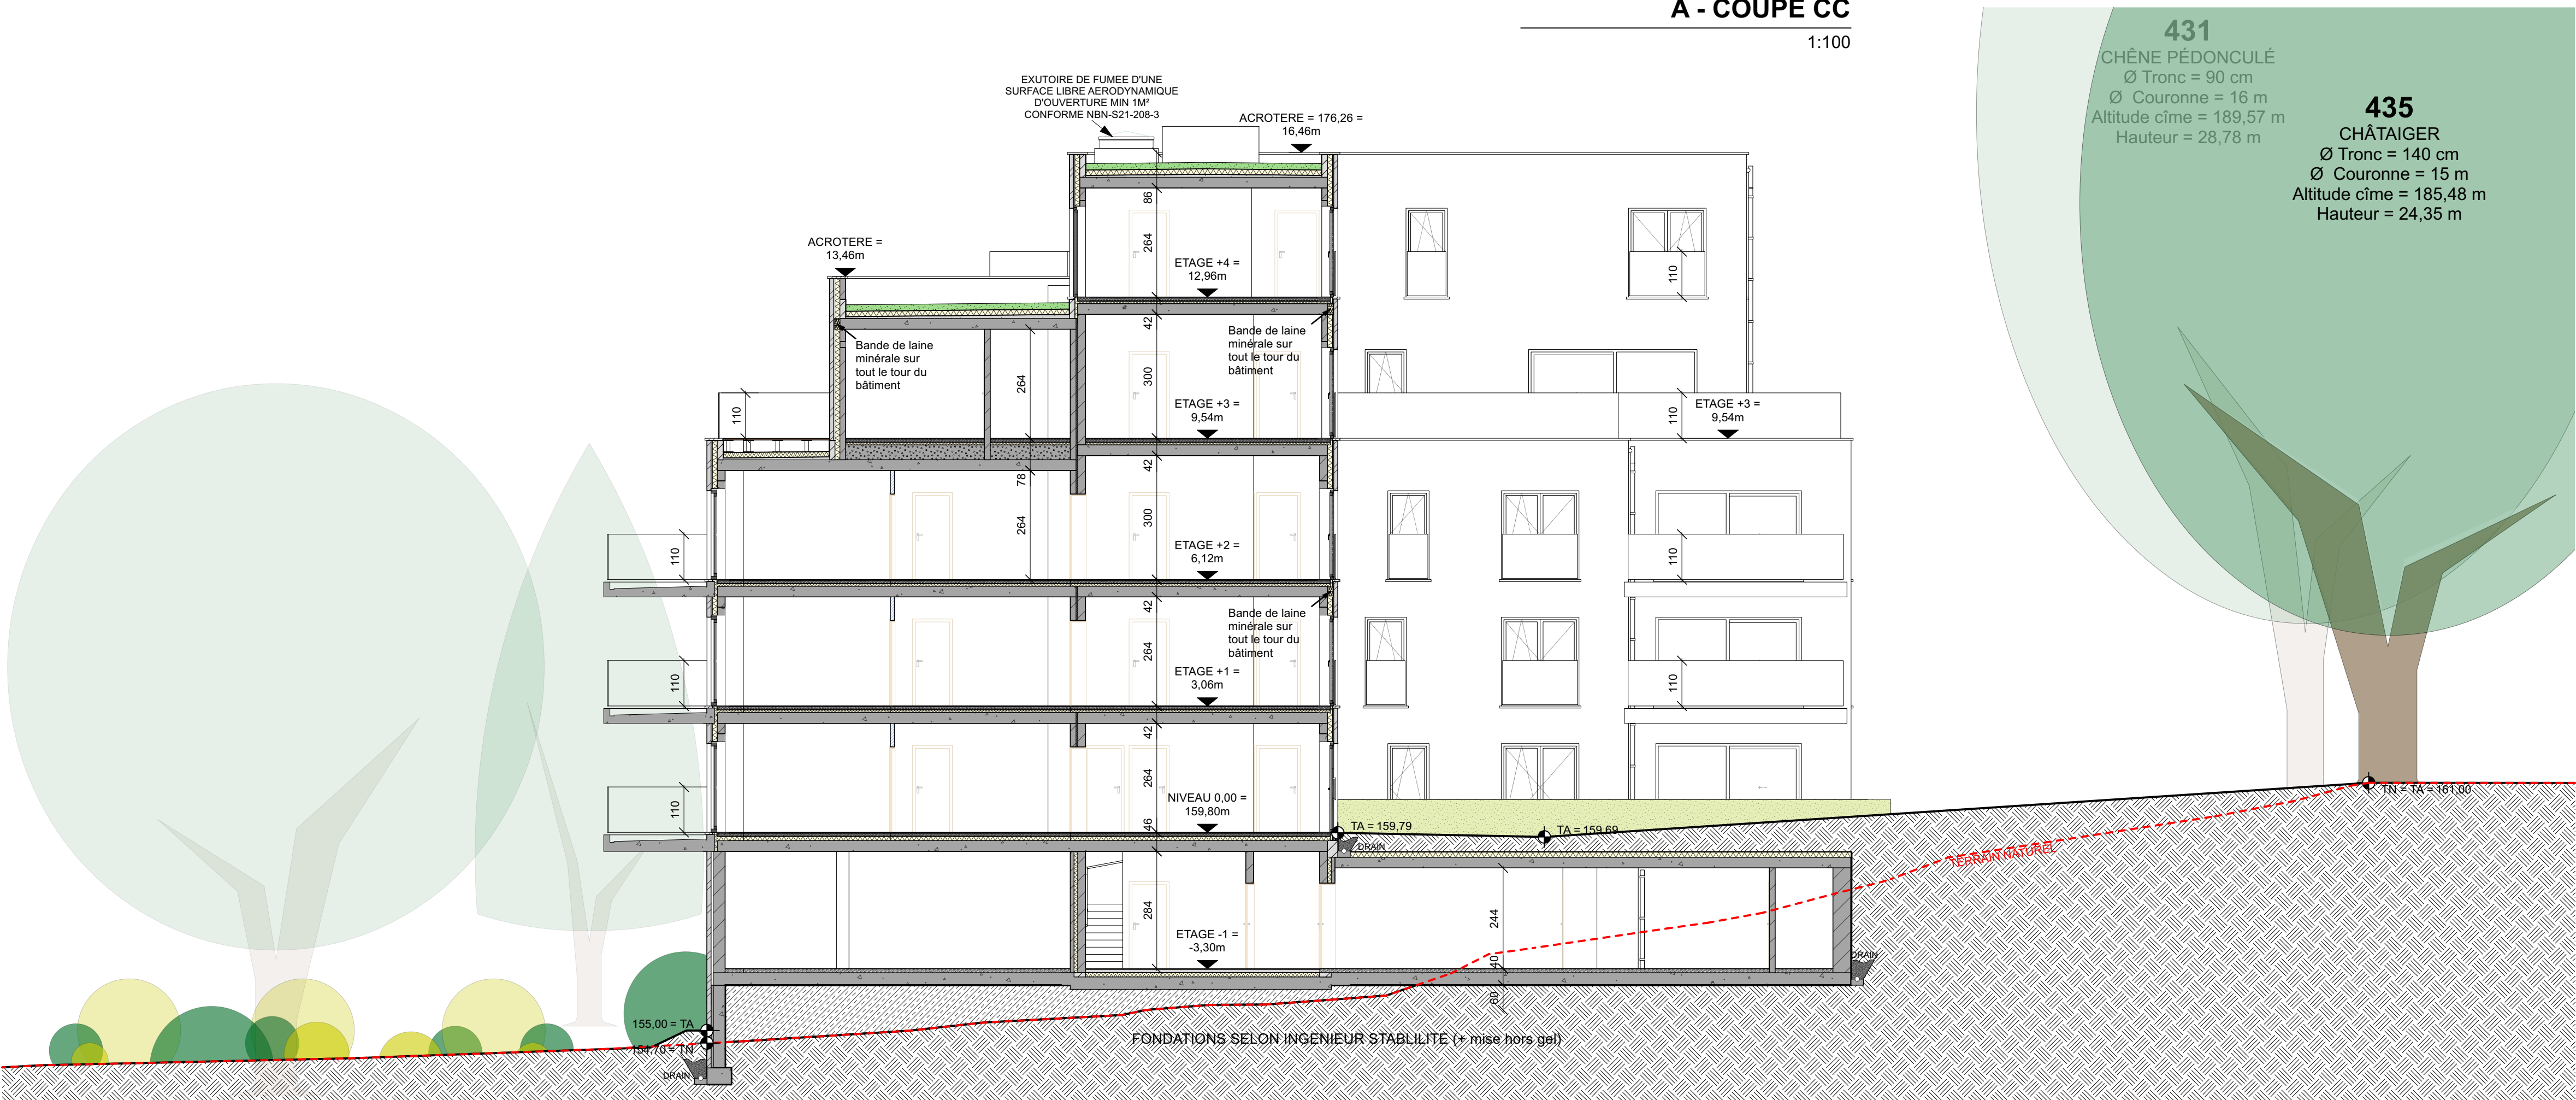 A - COUPE CC
1:100
431
CHÊNE PÉDONCULÉ
Ø Tronc = 90 cm
Ø Couronne = 16 m
Altitude cîme = 189,57 m
Hauteur = 28,78 m
435
CHÂTAIGER
Ø Tronc = 140 cm
Ø Couronne = 15 m
Altitude cîme = 185,48 m
Hauteur = 24,35 m
EXUTOIRE DE FUMEE D'UNE
SURFACE LIBRE AERODYNAMIQUE
D'OUVERTURE MIN 1M²
CONFORME NBN-S21-208-3
ACROTERE = 176,26 =
16,46m
86
264
ACROTERE =
13,46m
ETAGE +4 =
12,96m
110
42
Bande de laine
minérale sur
tout le tour du
bâtiment
Bande de laine
minérale sur
tout le tour du
bâtiment
264
300
110
ETAGE +3 =
9,54m
110
ETAGE +3 =
9,54m
42
78
264
300
110
ETAGE +2 =
6,12m
110
42
Bande de laine
minérale sur
tout le tour du
bâtiment
264
110
ETAGE +1 =
3,06m
110
42
264
110
NIVEAU 0,00 =
159,80m
46
TN = TA = 161,00
TA = 159,79
TA = 159,69
DRAIN
TERRAIN NATUREL
284
244
ETAGE -1 =
-3,30m
40
DRAIN
60
155,00 = TA
154,70 = TN
FONDATIONS SELON INGENIEUR STABLILITE (+ mise hors gel)
DRAIN